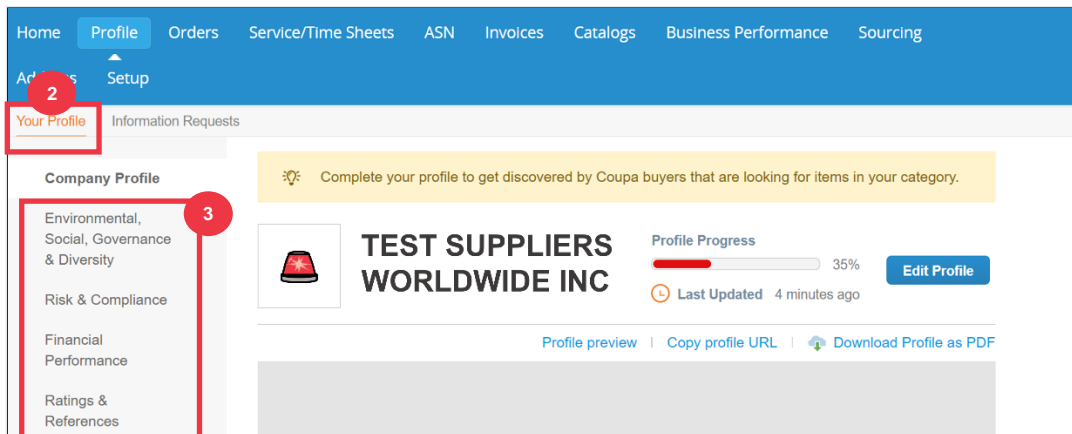 Home Profile Orders Service/Time Sheets ASN Invoices Catalogs Business Performance Sourcing
Setup
2
Your Profile Information Requests
Company Profile
Complete your profile to get discovered by Coupa buyers that are looking for items in your category.
3
Environmental,
Social, Governance
& Diversity
Risk & Compliance
Financial
Performance
Ratings &
References
TEST SUPPLIERS
WORLDWIDE INC
Profile Progress
35%
Last Updated 4 minutes ago
Edit Profile
Profile preview | Copy profile URL | Download Profile as PDF